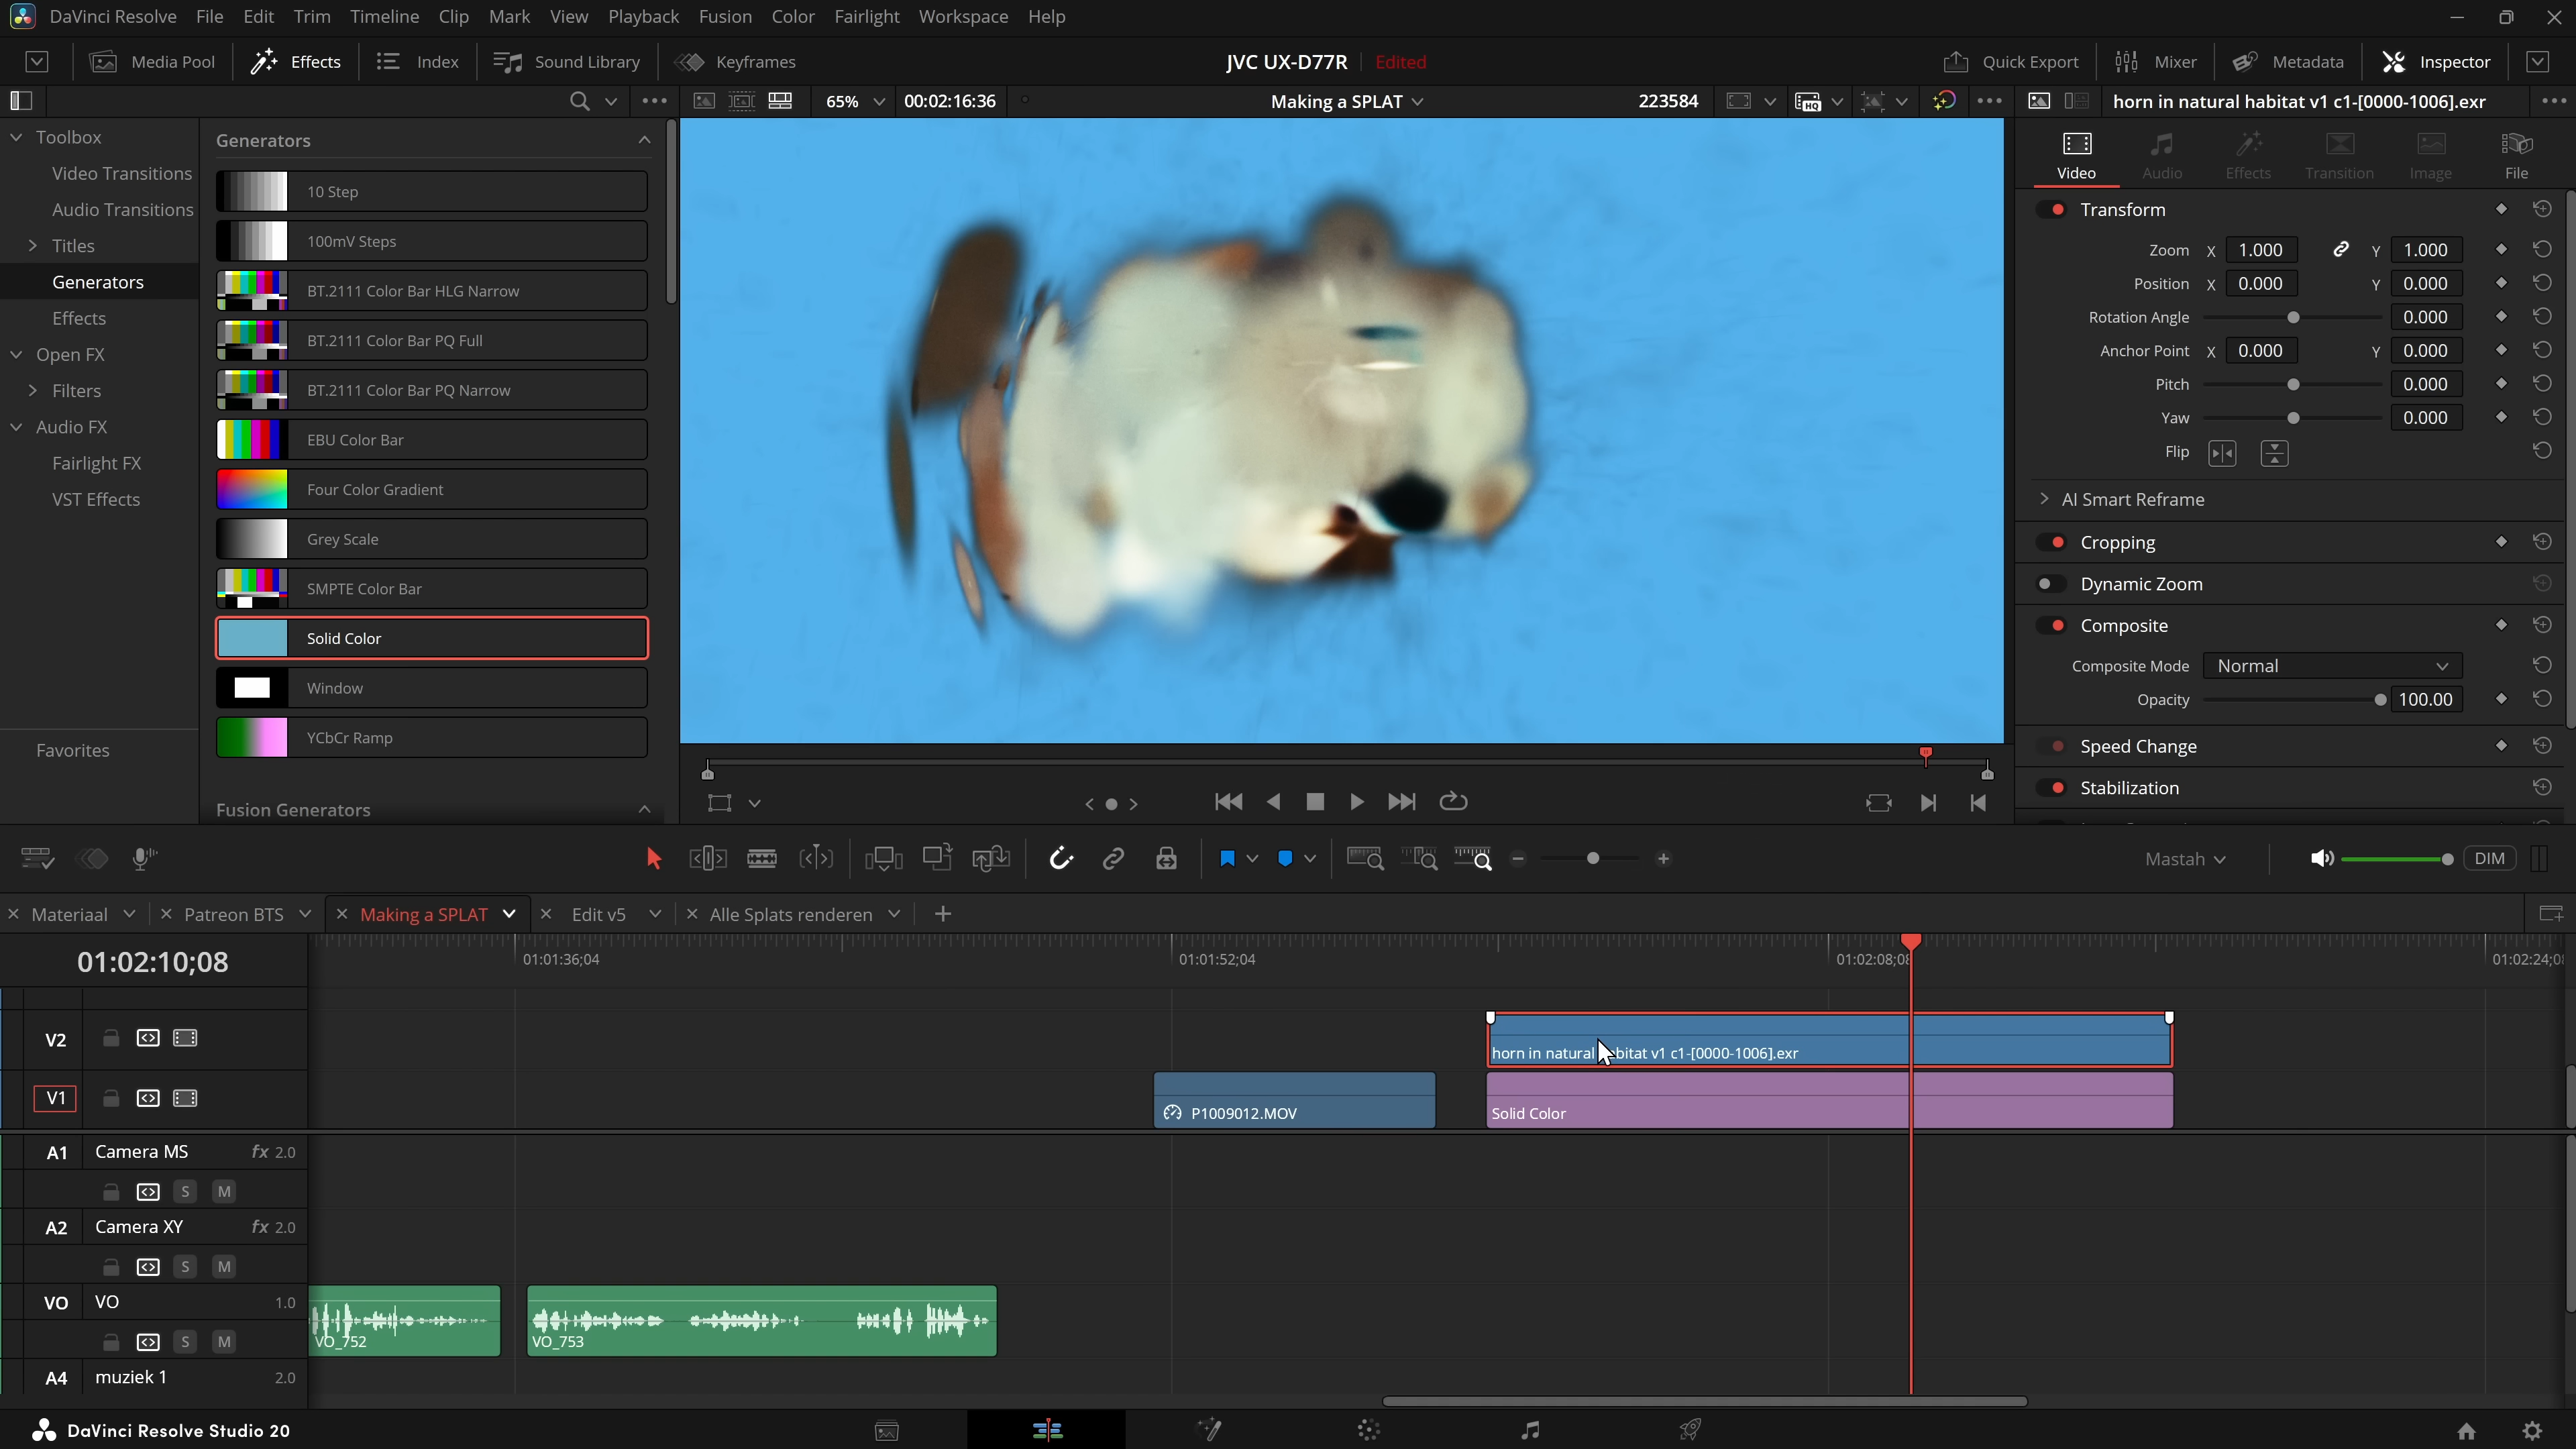 DaVinci Resolve File Edit Trim Timeline Clip Mark View Playback Fusion Color Fairlight Workspace Help
Media Pool Effects Index Sound Library Keyframes JVC UX-D77R Edited Quick Export Mixer Metadata Inspector
65% 00:02:16:36 Making a SPLAT 223584 horn in natural habitat v1 c1-[0000-1006].exr
Toolbox
Video Transitions
Audio Transitions
Titles
Generators
Effects
Open FX
Filters
Audio FX
Fairlight FX
VST Effects
Favorites
Generators
10 Step
100mV Steps
BT.2111 Color Bar HLG Narrow
BT.2111 Color Bar PQ Full
BT.2111 Color Bar PQ Narrow
EBU Color Bar
Four Color Gradient
Grey Scale
SMPTE Color Bar
Solid Color
Window
YCbCr Ramp
Fusion Generators
Video Audio Effects Transition Image File
Transform
Zoom X 1.000 Y 1.000
Position X 0.000 Y 0.000
Rotation Angle 0.000
Anchor Point X 0.000 Y 0.000
Pitch 0.000
Yaw 0.000
Flip
AI Smart Reframe
Cropping
Dynamic Zoom
Composite
Composite Mode Normal
Opacity 100.00
Speed Change
Stabilization
Mastah DIM
Materiaal Patreon BTS Making a SPLAT Edit v5 Alle Splats renderen
01:02:10;08 01:01:36;04 01:01:52;04 01:02:08;08 01:02:24;0
V2 horn in natural bitat v1 c1-[0000-1006].exr
V1 P1009012.MOV Solid Color
A1 Camera MS fx 2.0
S M
A2 Camera XY fx 2.0
S M
VO VO 1.0
S M
VO_752 VO_753
A4 muziek 1 2.0
DaVinci Resolve Studio 20